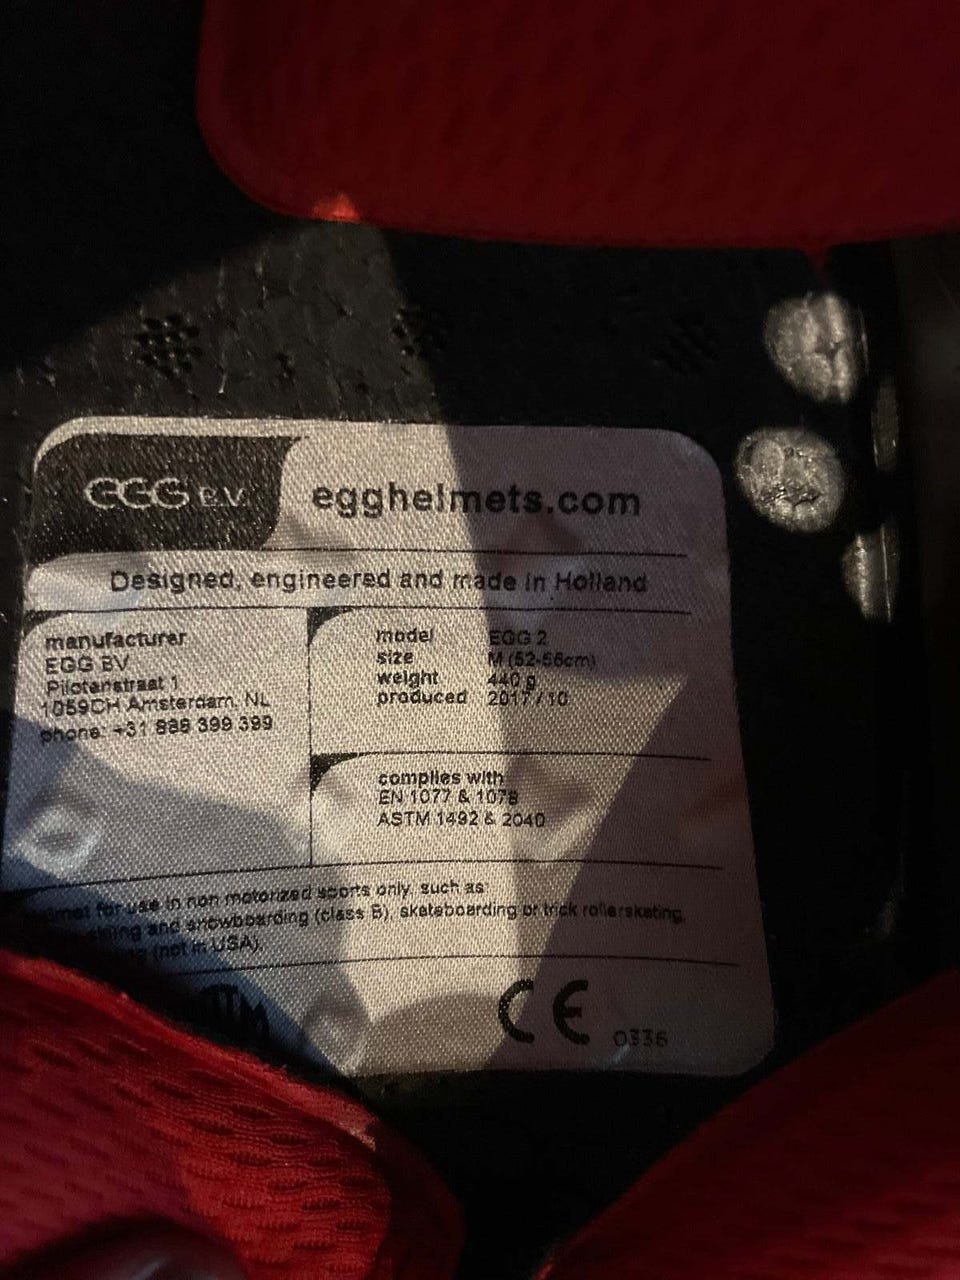 EGG B.V.
egghelmets.com
Designed, engineered and made in Holland
manufacturer
EGG BV
Pilotenstraat 1
1059CH Amsterdam, NL
phone: +31 888 399 399
model EGG 2
size M (52-56cm)
weight 440 g
produced 2017/10
complies with
EN 1077 & 1078
ASTM 1492 & 2040
for use in non motorized sports only, such as:
skiing and snowboarding (class B), skateboarding or trick rollerskating,
(not in USA).
CE 0336